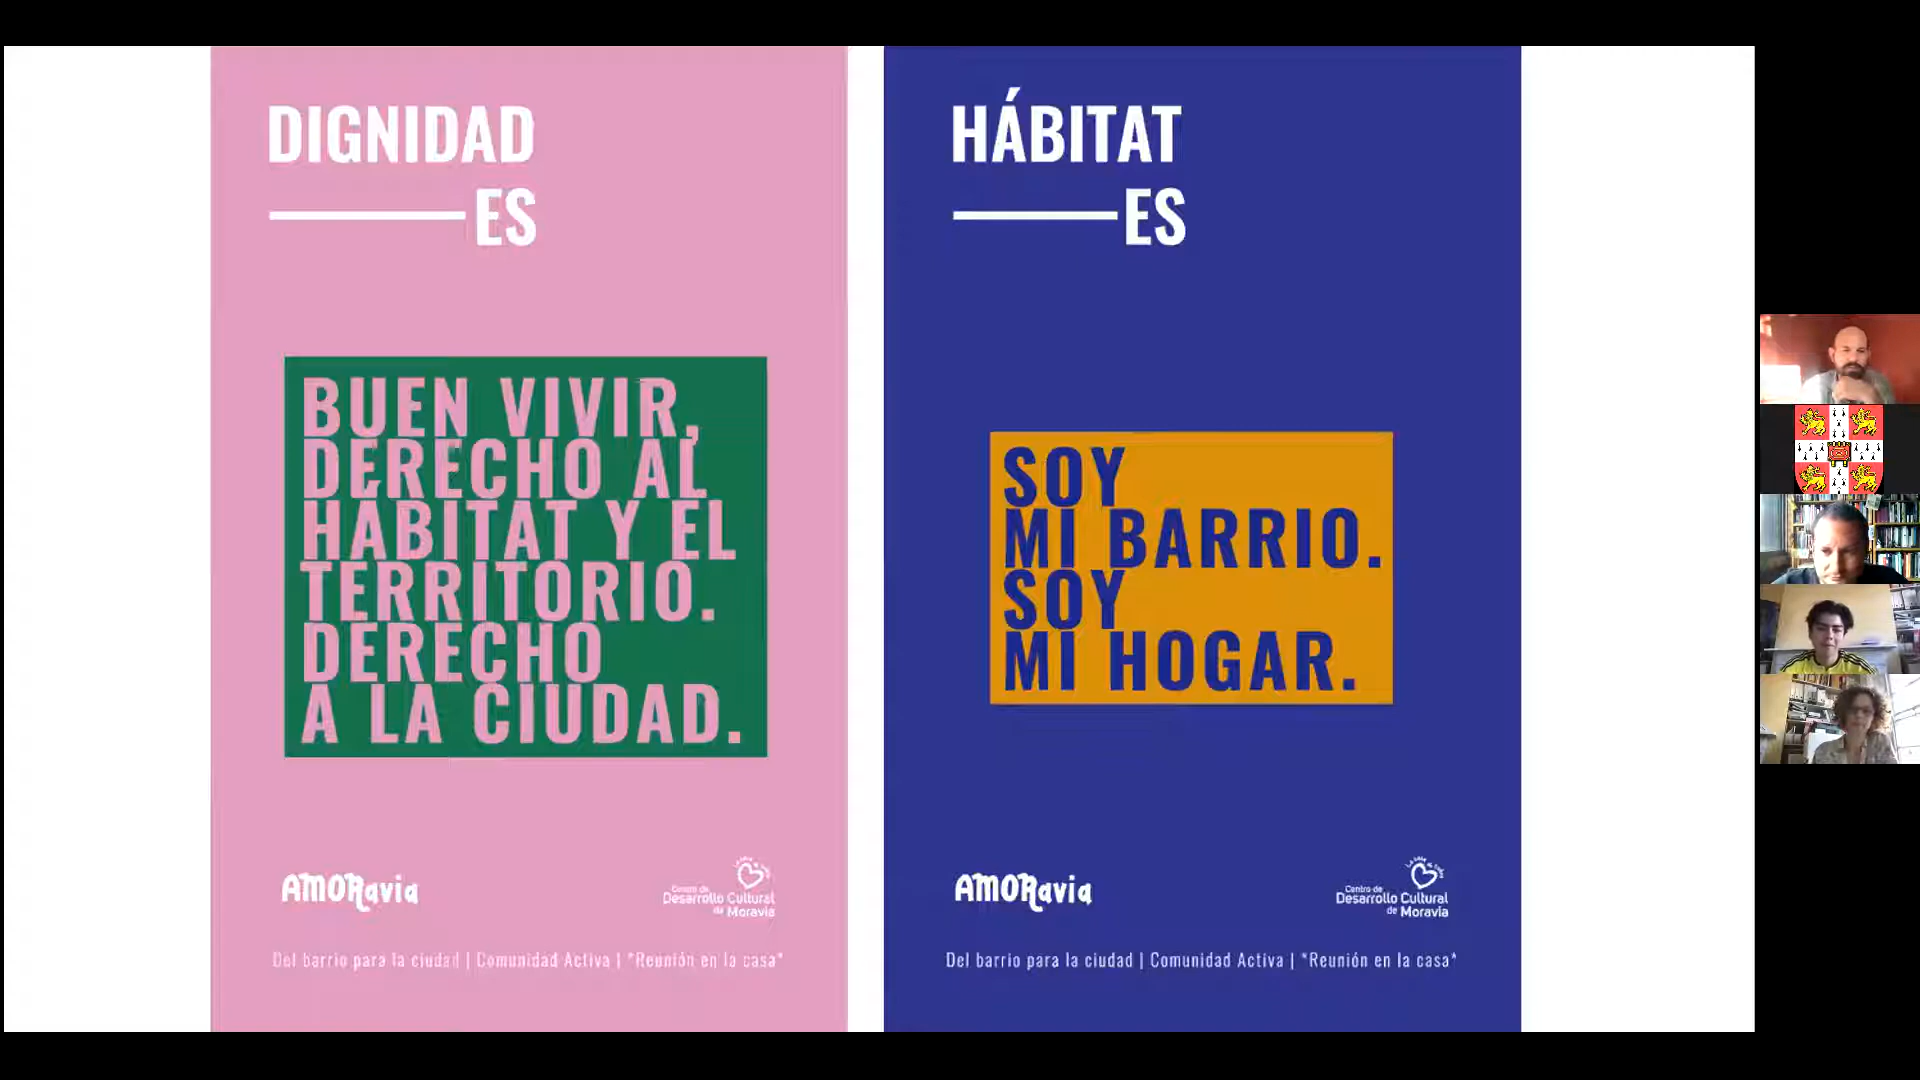 DIGNIDAD
ES
BUEN VIVIR,
DERECHO AL
HÁBITAT Y EL
TERRITORIO.
DERECHO
A LA CIUDAD.
AMORavia
Centro de
Desarrollo Cultural
de Moravia
Del barrio para la ciudad | Comunidad Activa | *Reunión en la casa*
HÁBITAT
ES
SOY
MI BARRIO.
SOY
MI HOGAR.
AMORavia
Centro de
Desarrollo Cultural
de Moravia
Del barrio para la ciudad | Comunidad Activa | *Reunión en la casa*